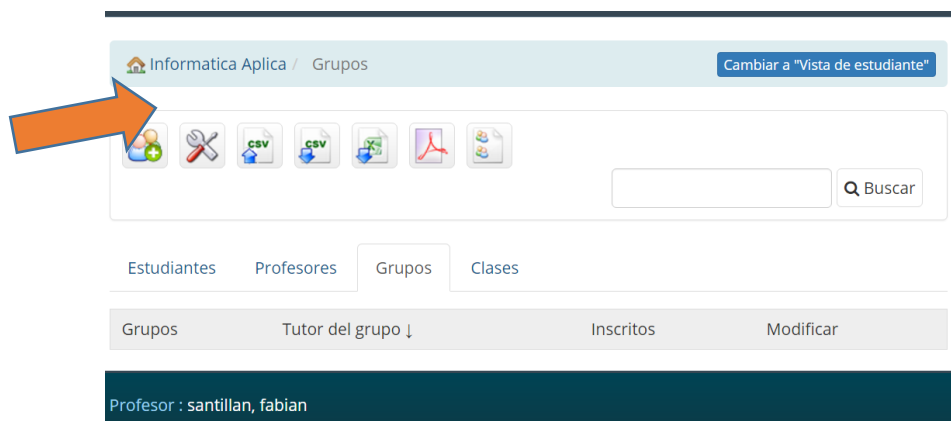 Informatica Aplica / Grupos
Cambiar a "Vista de estudiante"
CSV CSV
Buscar
Estudiantes Profesores Grupos Clases
Grupos Tutor del grupo ↓ Inscritos Modificar
Profesor : santillan, fabian